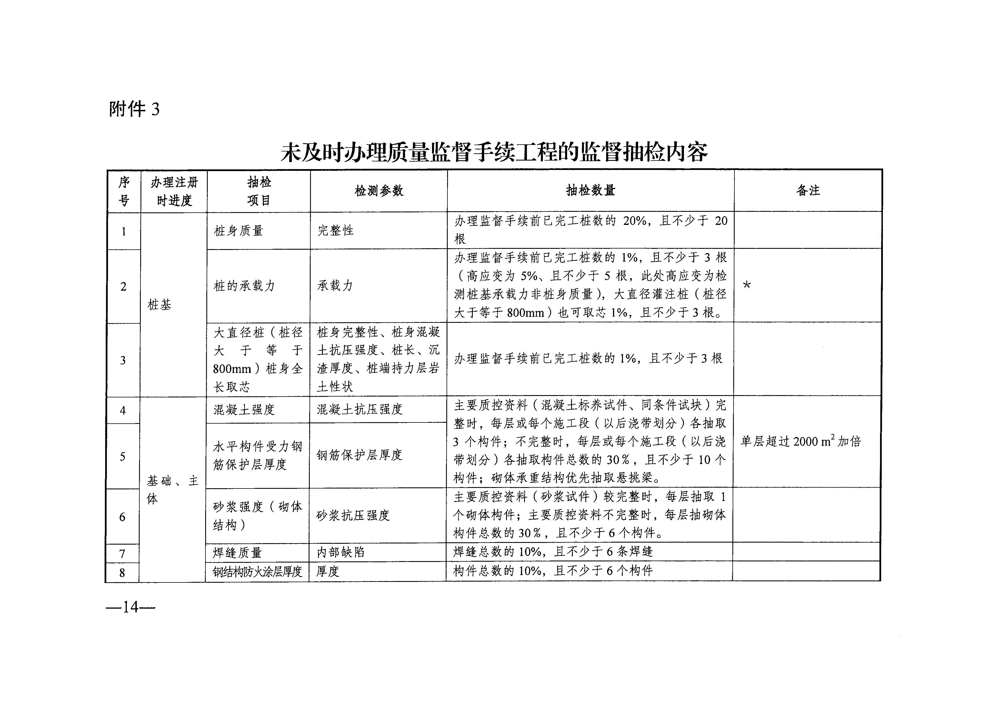 附件 3
未及时办理质量监督手续工程的监督抽检内容
序
号
办理注册
时进度
抽检
项目
检测参数
抽检数量
备注
1
桩基
桩身质量
完整性
办理监督手续前已完工桩数的 20%，且不少于 20
根
2
桩的承载力
承载力
办理监督手续前已完工桩数的 1%，且不少于 3 根
（高应变为 5%、且不少于 5 根，此处高应变为检
测桩基承载力非桩身质量），大直径灌注桩（桩径
大于等于 800mm）也可取芯 1%，且不少于 3 根。
*
3
大直径桩（桩径
大于等于
800mm）桩身全
长取芯
桩身完整性、桩身混凝
土抗压强度、桩长、沉
渣厚度、桩端持力层岩
土性状
办理监督手续前已完工桩数的 1%，且不少于 3 根
4
基础、主
体
混凝土强度
混凝土抗压强度
主要质控资料（混凝土标养试件、同条件试块）完
整时，每层或每个施工段（以后浇带划分）各抽取
3 个构件；不完整时，每层或每个施工段（以后浇
带划分）各抽取构件总数的 30％，且不少于 10 个
构件；砌体承重结构优先抽取悬挑梁。
单层超过 2000 m²加倍
5
水平构件受力钢
筋保护层厚度
钢筋保护层厚度
6
砂浆强度（砌体
结构）
砂浆抗压强度
主要质控资料（砂浆试件）较完整时，每层抽取 1
个砌体构件；主要质控资料不完整时，每层抽砌体
构件总数的 30％，且不少于 6 个构件。
7
焊缝质量
内部缺陷
焊缝总数的 10%，且不少于 6 条焊缝
8
钢结构防火涂层厚度
厚度
构件总数的 10%，且不少于 6 个构件
—14—